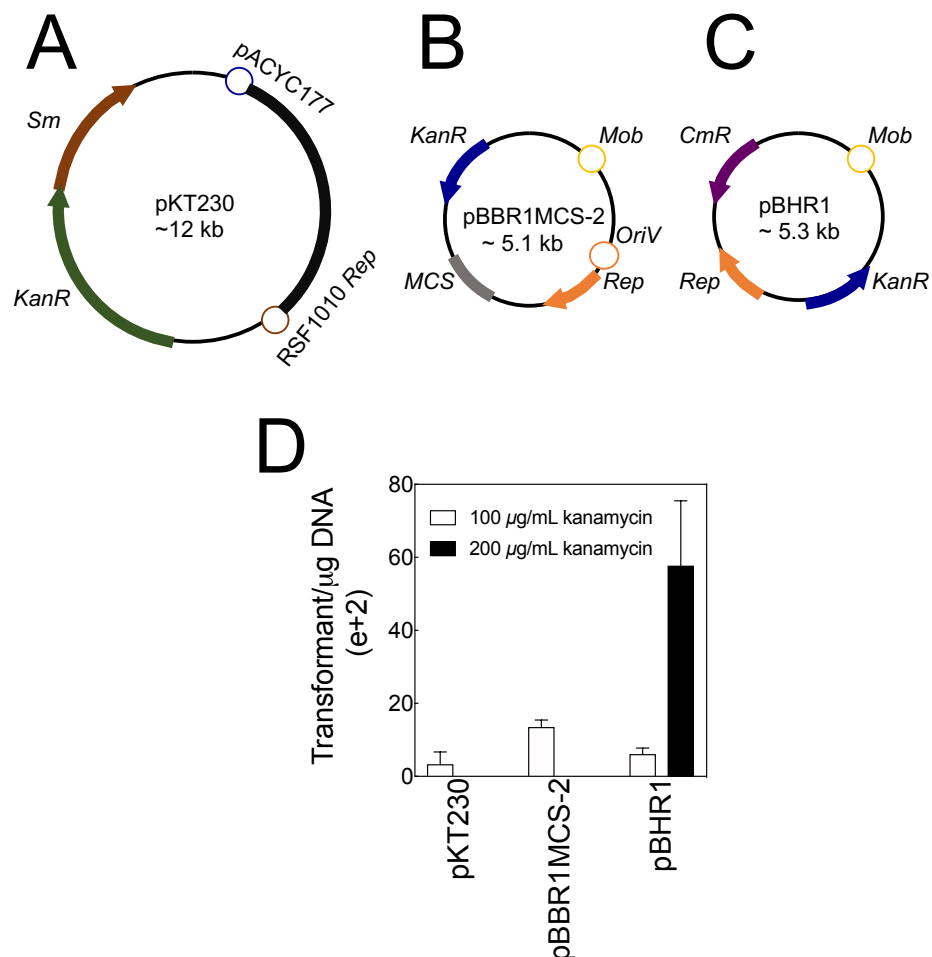 A
pACYC177
Sm
pKT230
~12 kb
KanR
RSF1010 Rep
B
KanR
Mob
pBBR1MCS-2
~ 5.1 kb
OriV
MCS
Rep
C
CmR
Mob
pBHR1
~ 5.3 kb
Rep
KanR
D
Transformant/µg DNA
(e+2)
80
60
40
20
0
100 µg/mL kanamycin
200 µg/mL kanamycin
pKT230
pBBR1MCS-2
pBHR1